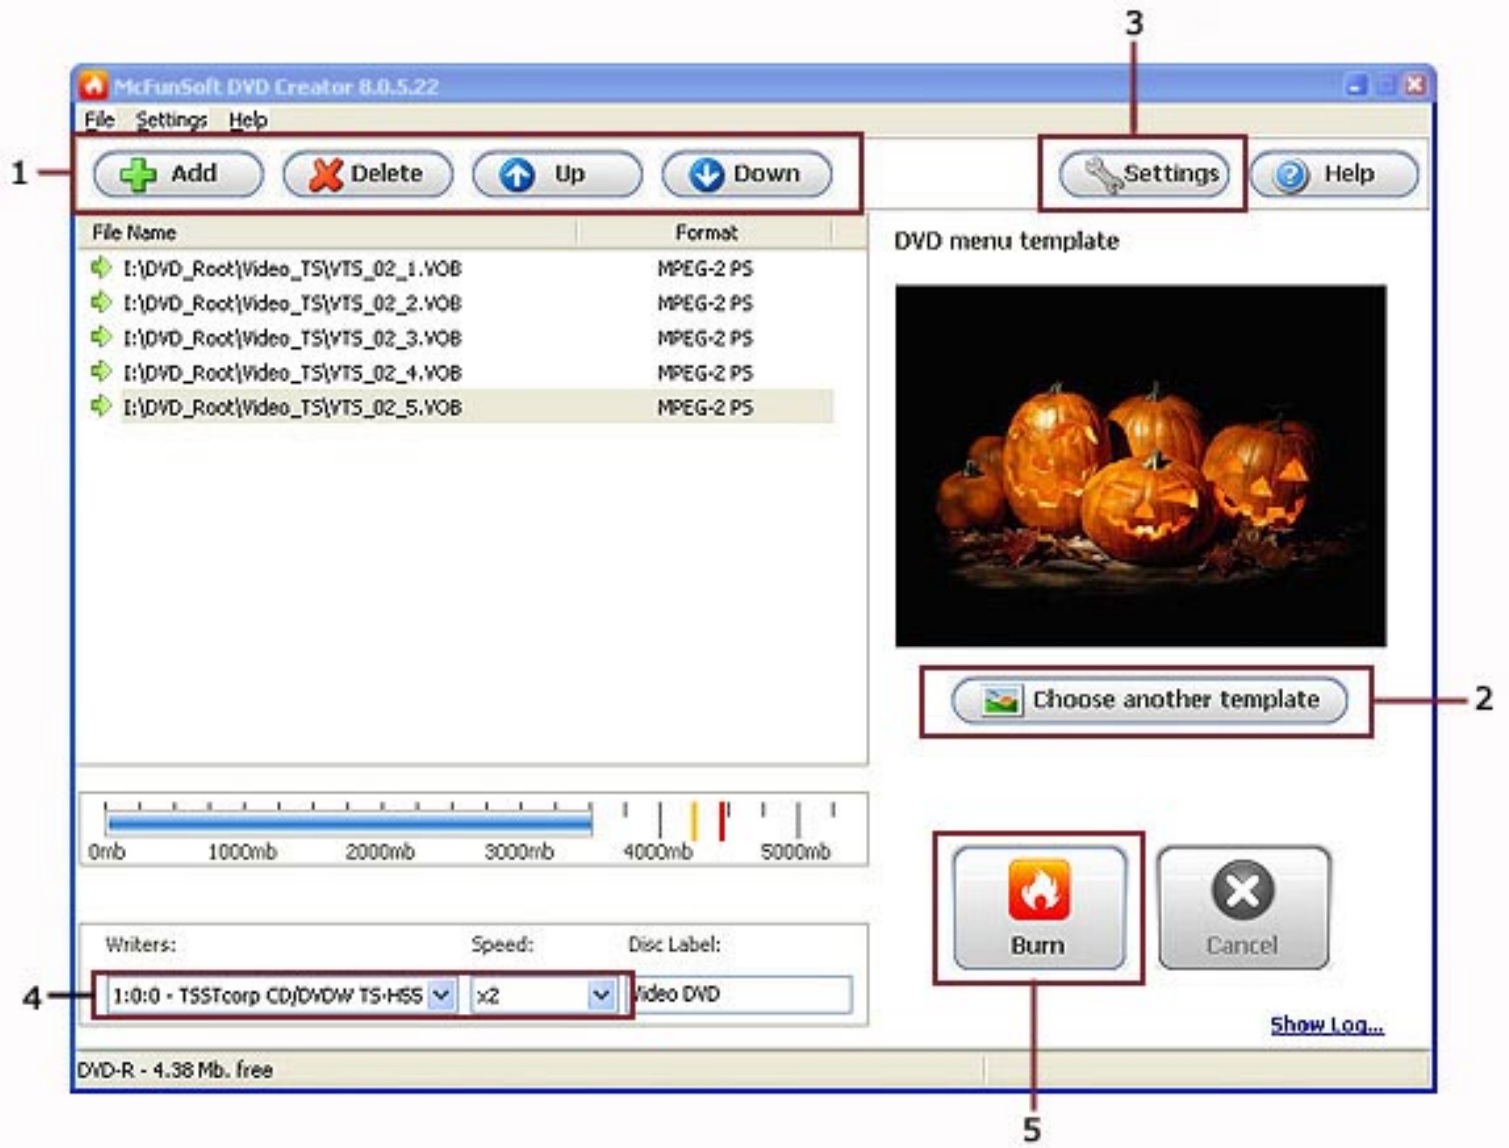 3
McFunSoft DVD Creator 8.0.5.22
File Settings Help
1
Add Delete Up Down Settings Help
File Name Format
I:\DVD_Root\Video_TS\VTS_02_1.VOB MPEG-2 PS
I:\DVD_Root\Video_TS\VTS_02_2.VOB MPEG-2 PS
I:\DVD_Root\Video_TS\VTS_02_3.VOB MPEG-2 PS
I:\DVD_Root\Video_TS\VTS_02_4.VOB MPEG-2 PS
I:\DVD_Root\Video_TS\VTS_02_5.VOB MPEG-2 PS
DVD menu template
Choose another template
2
0mb 1000mb 2000mb 3000mb 4000mb 5000mb
Burn Cancel
Writers: Speed: Disc Label:
4
1:0:0 - TSSTcorp CD/DVDW TS-H55 x2 Video DVD
Show Log...
DVD-R - 4.38 Mb. free
5